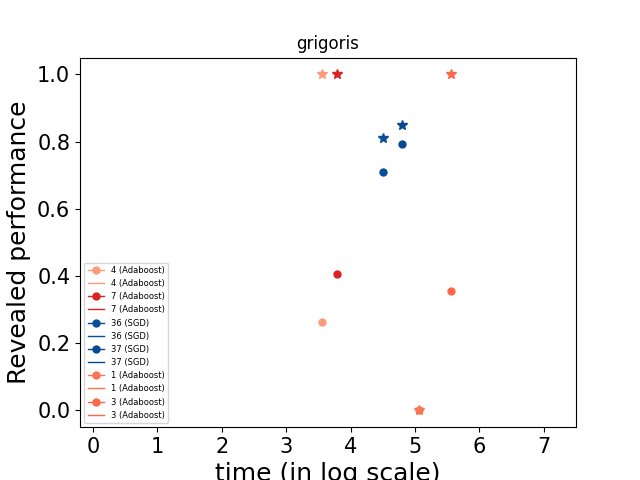 grigoris
Revealed performance
1.0
0.8
0.6
0.4
0.2
0.0
4 (Adaboost)
4 (Adaboost)
7 (Adaboost)
7 (Adaboost)
36 (SGD)
36 (SGD)
37 (SGD)
37 (SGD)
1 (Adaboost)
1 (Adaboost)
3 (Adaboost)
3 (Adaboost)
0 1 2 3 4 5 6 7
time (in log scale)